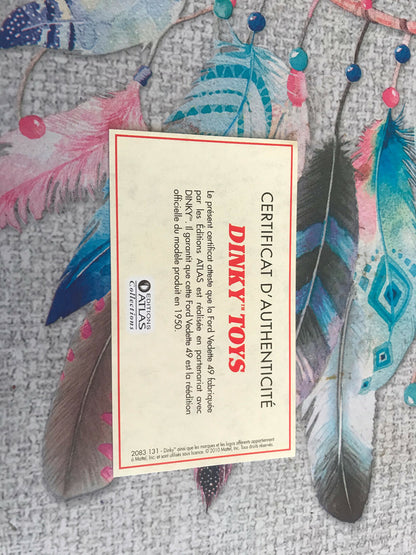 CERTIFICAT D'AUTHENTICITÉ
DINKY™ TOYS
Le présent certificat atteste que la Ford Vedette 49 fabriquée
par les Éditions ATLAS est réalisée en partenariat avec
DINKY™. Il garantit que cette Ford Vedette 49 est la réédition
officielle du modèle produit en 1950.
EDITIONS
ATLAS
Collections
2083 131 - Dinky™ ainsi que les marques et les logos afférents appartiennent
à Mattel, Inc. et sont utilisés sous licence. © 2010 Mattel, Inc. Tous droits réservés.